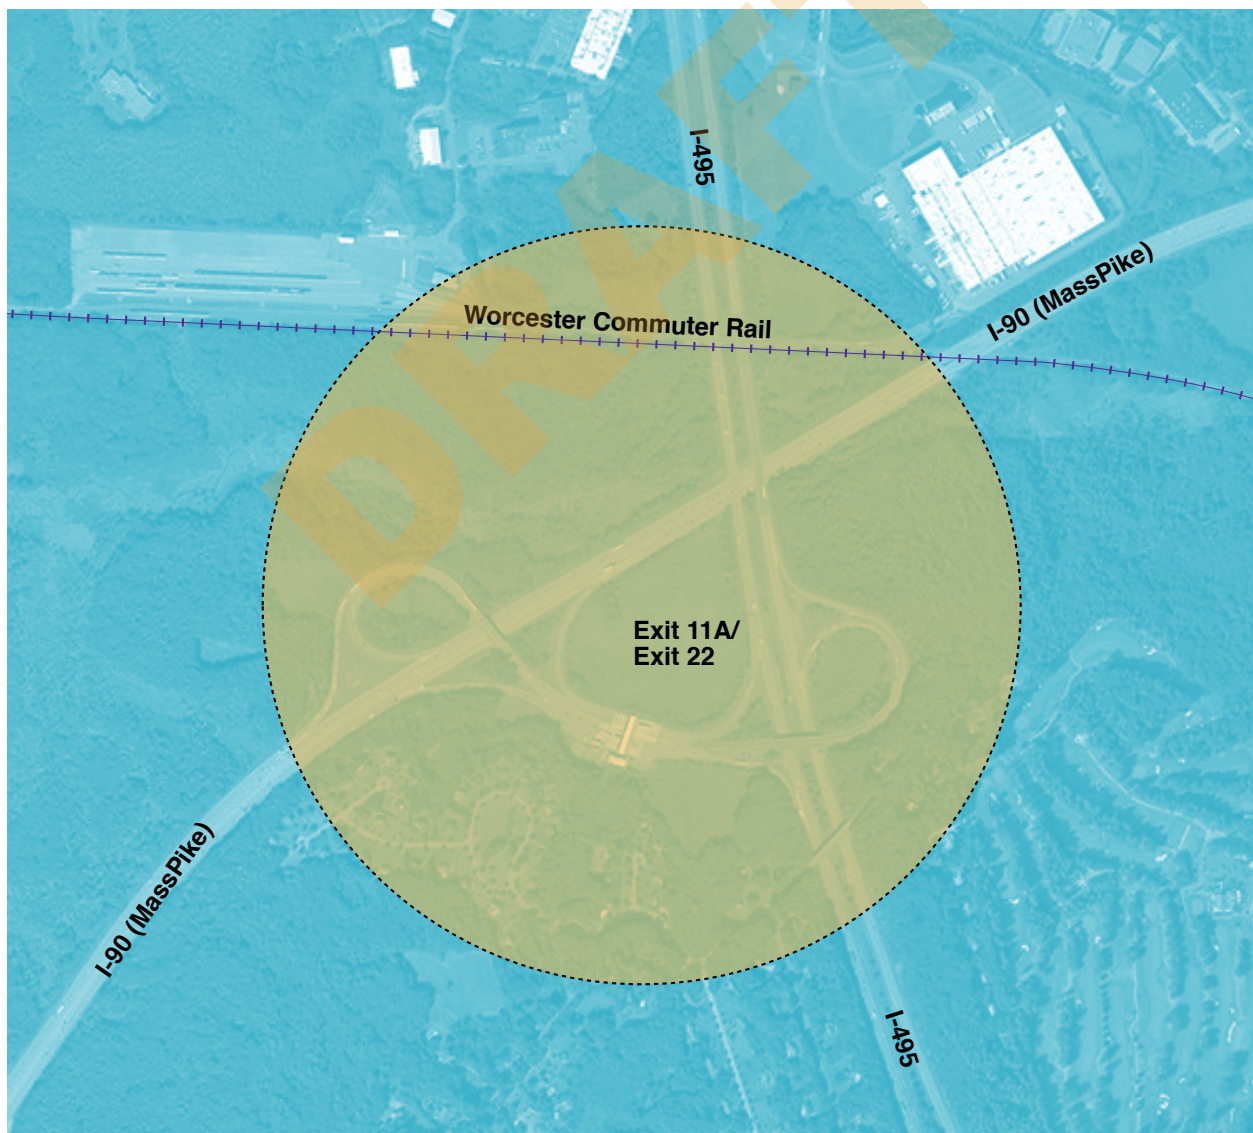 DRAFT
I-495
I-90 (MassPike)
Worcester Commuter Rail
Exit 11A/
Exit 22
I-90 (MassPike)
I-495